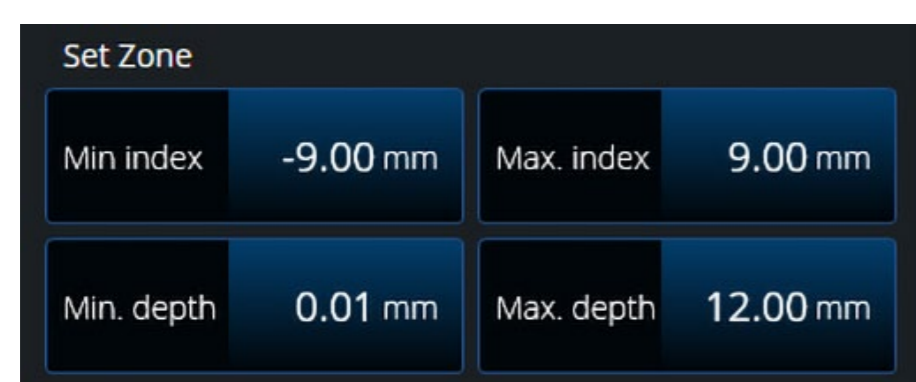 Set Zone
Min index -9.00 mm Max. index 9.00 mm
Min. depth 0.01 mm Max. depth 12.00 mm